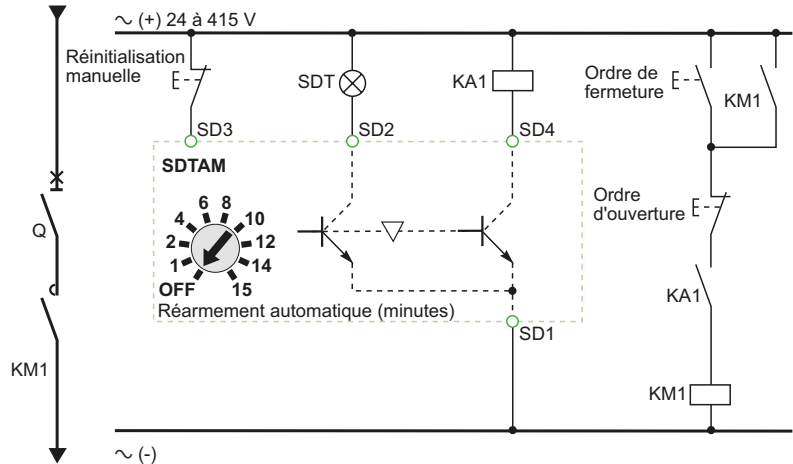 ∼ (+) 24 à 415 V
Réinitialisation
manuelle
SDT
KA1
Ordre de
fermeture
KM1
SD3
SD2
SD4
SDTAM
Q
6 8
4 10
2 12
1 14
OFF 15
Réarmement automatique (minutes)
Ordre
d'ouverture
KA1
SD1
KM1
KM1
∼ (-)